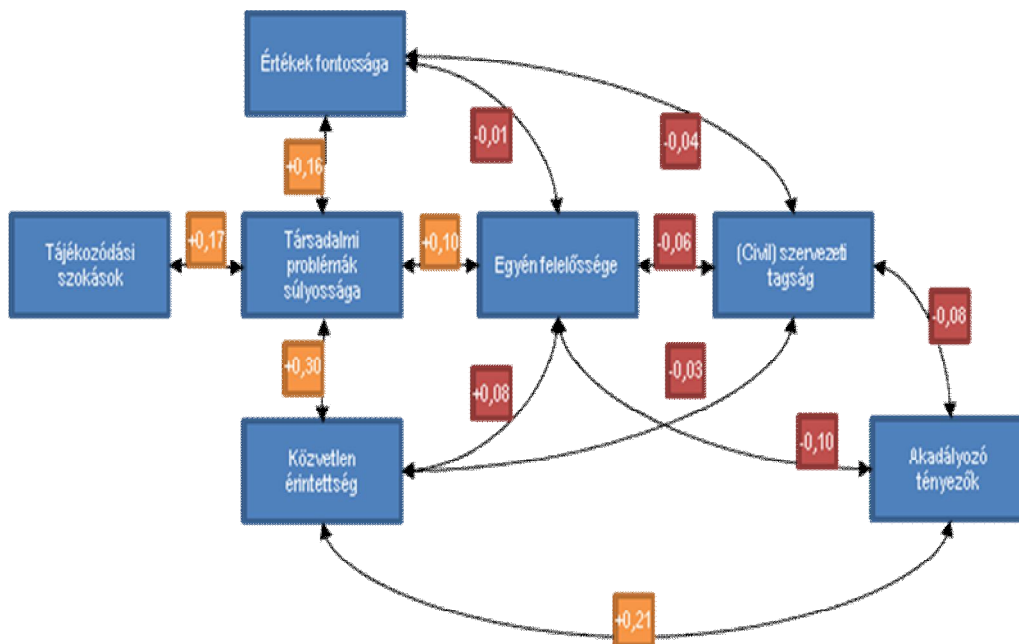 Értékek fontossága
-0,01
-0,04
+0,16
Tájékozódási
szokások
+0,17
Társadalmi
problémák
súlyossága
+0,10
Egyén felelőssége
-0,06
(Civil) szervezeti
tagság
-0,08
+0,30
+0,08
-0,03
Közvetlen
érintettség
-0,10
Akadályozó
tényezők
+0,21